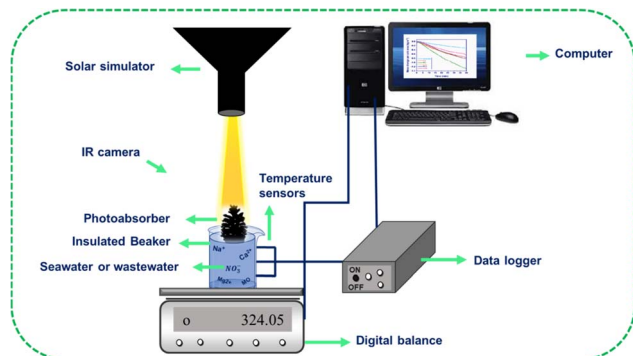 Solar simulator
Computer
IR camera
Temperature
sensors
Photoabsorber
Insulated Beaker
Na⁺
Ca²⁺
Seawater or wastewater
NO₃⁻
Data logger
ON
OFF
o 324.05
Digital balance